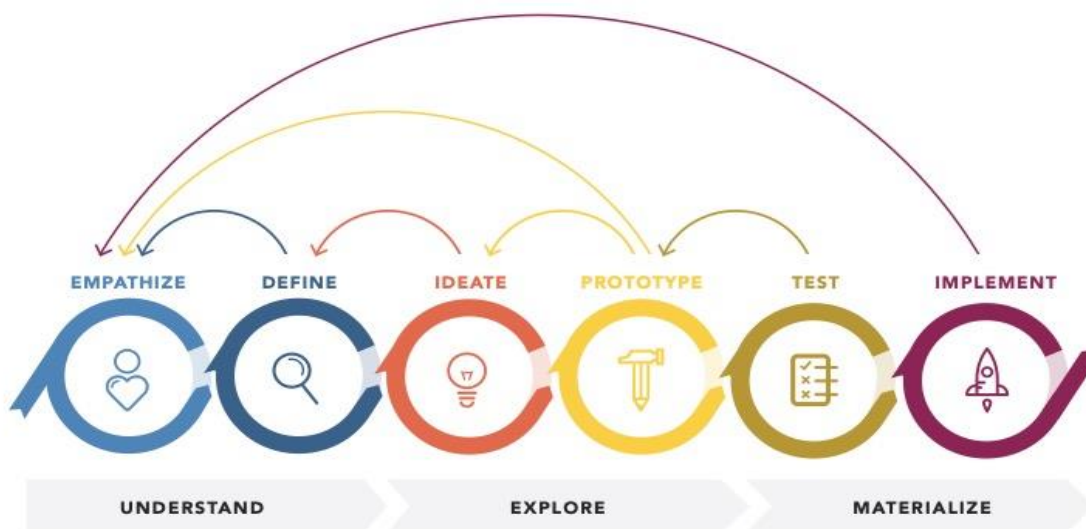 EMPATHIZE DEFINE IDEATE PROTOTYPE TEST IMPLEMENT
UNDERSTAND EXPLORE MATERIALIZE